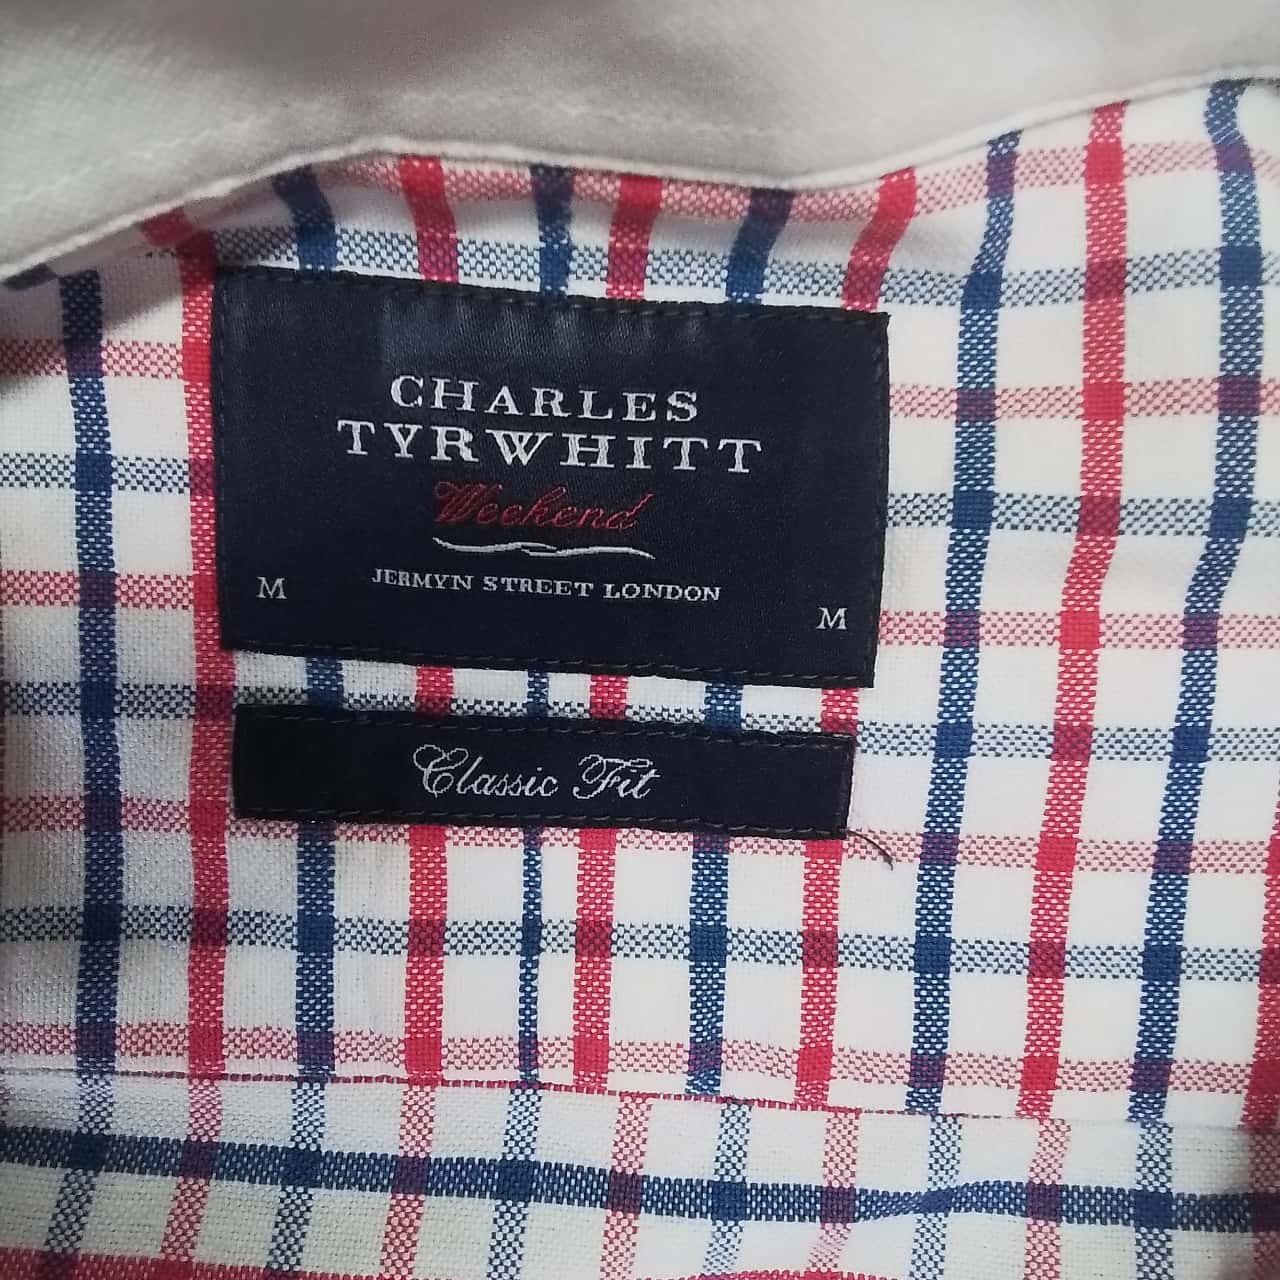 CHARLES
TYRWHITT
Weekend
JERMYN STREET LONDON
M
M
Classic Fit